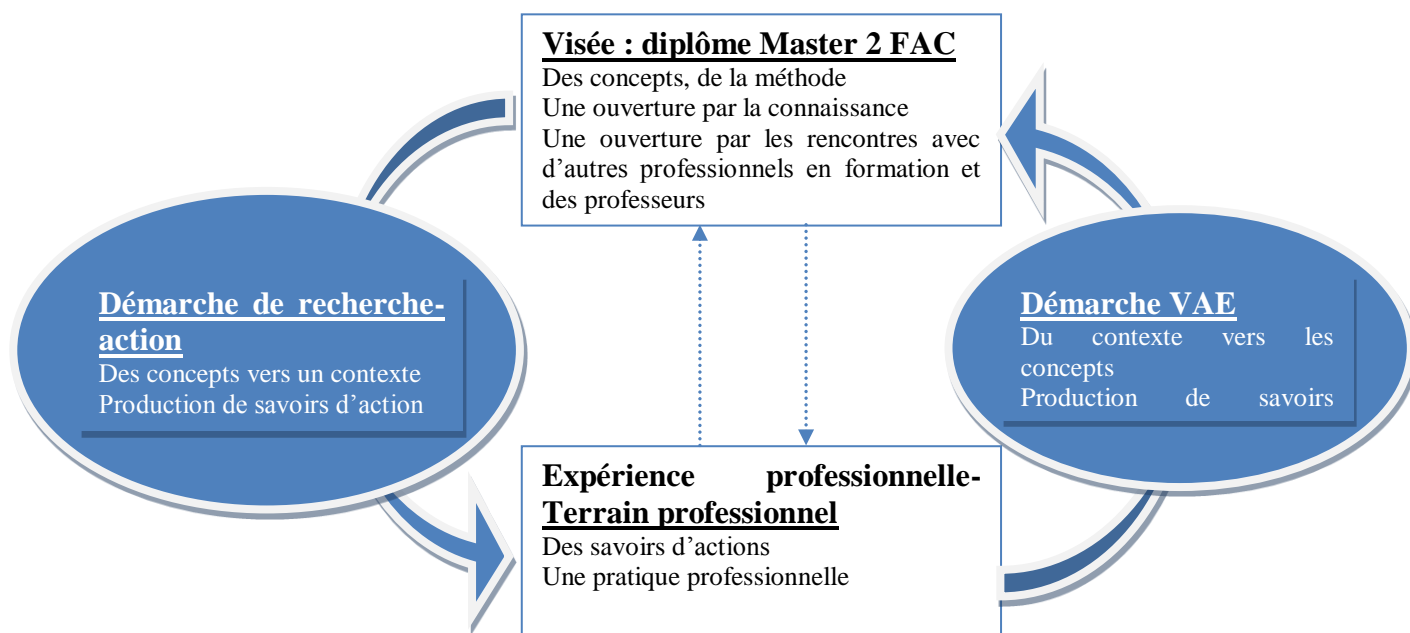 Visée : diplôme Master 2 FAC
Des concepts, de la méthode
Une ouverture par la connaissance
Une ouverture par les rencontres avec
d’autres professionnels en formation et
des professeurs
Démarche de recherche-
action
Des concepts vers un contexte
Production de savoirs d’action
Démarche VAE
Du contexte vers les
concepts
Production de savoirs
Expérience professionnelle-
Terrain professionnel
Des savoirs d’actions
Une pratique professionnelle